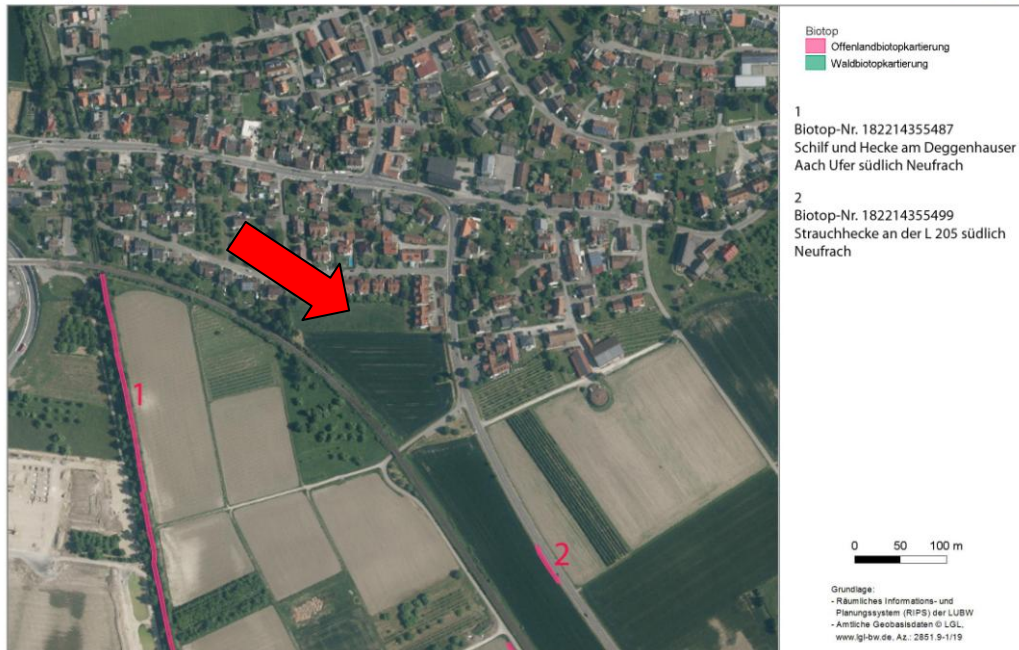 Biotop
Offenlandbiotopkartierung
Waldbiotopkartierung
1
Biotop-Nr. 182214355487
Schilf und Hecke am Deggenhauser
Aach Ufer südlich Neufrach
2
Biotop-Nr. 182214355499
Strauchhecke an der L 205 südlich
Neufrach
1
2
0 50 100 m
Grundlage:
- Räumliches Informations- und
Planungssystem (RIPS) der LUBW
- Amtliche Geobasisdaten © LGL,
www.lgl-bw.de, Az.: 2851.9-1/19